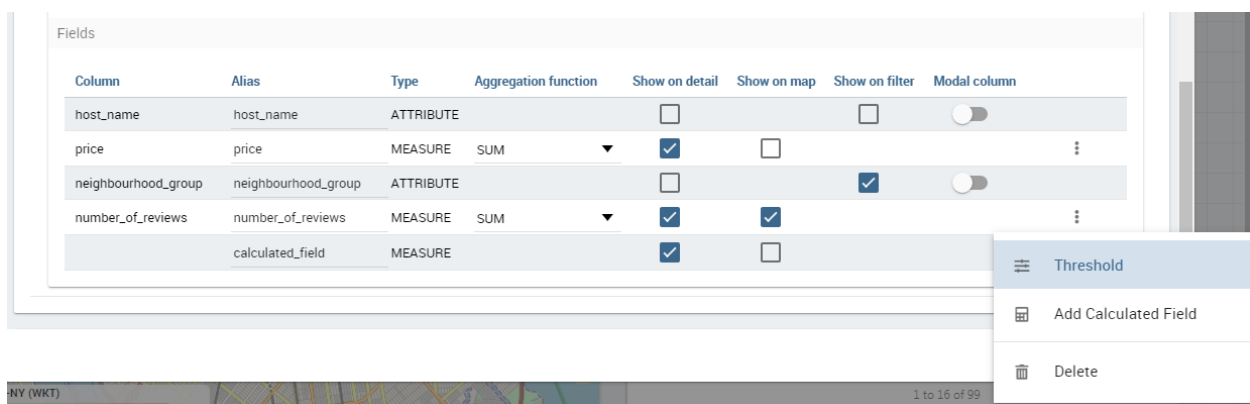 Fields
Column Alias Type Aggregation function Show on detail Show on map Show on filter Modal column
host_name host_name ATTRIBUTE
price price MEASURE SUM
neighbourhood_group neighbourhood_group ATTRIBUTE
number_of_reviews number_of_reviews MEASURE SUM
calculated_field MEASURE
Threshold
Add Calculated Field
Delete
-NY (WKT) 1 to 16 of 99